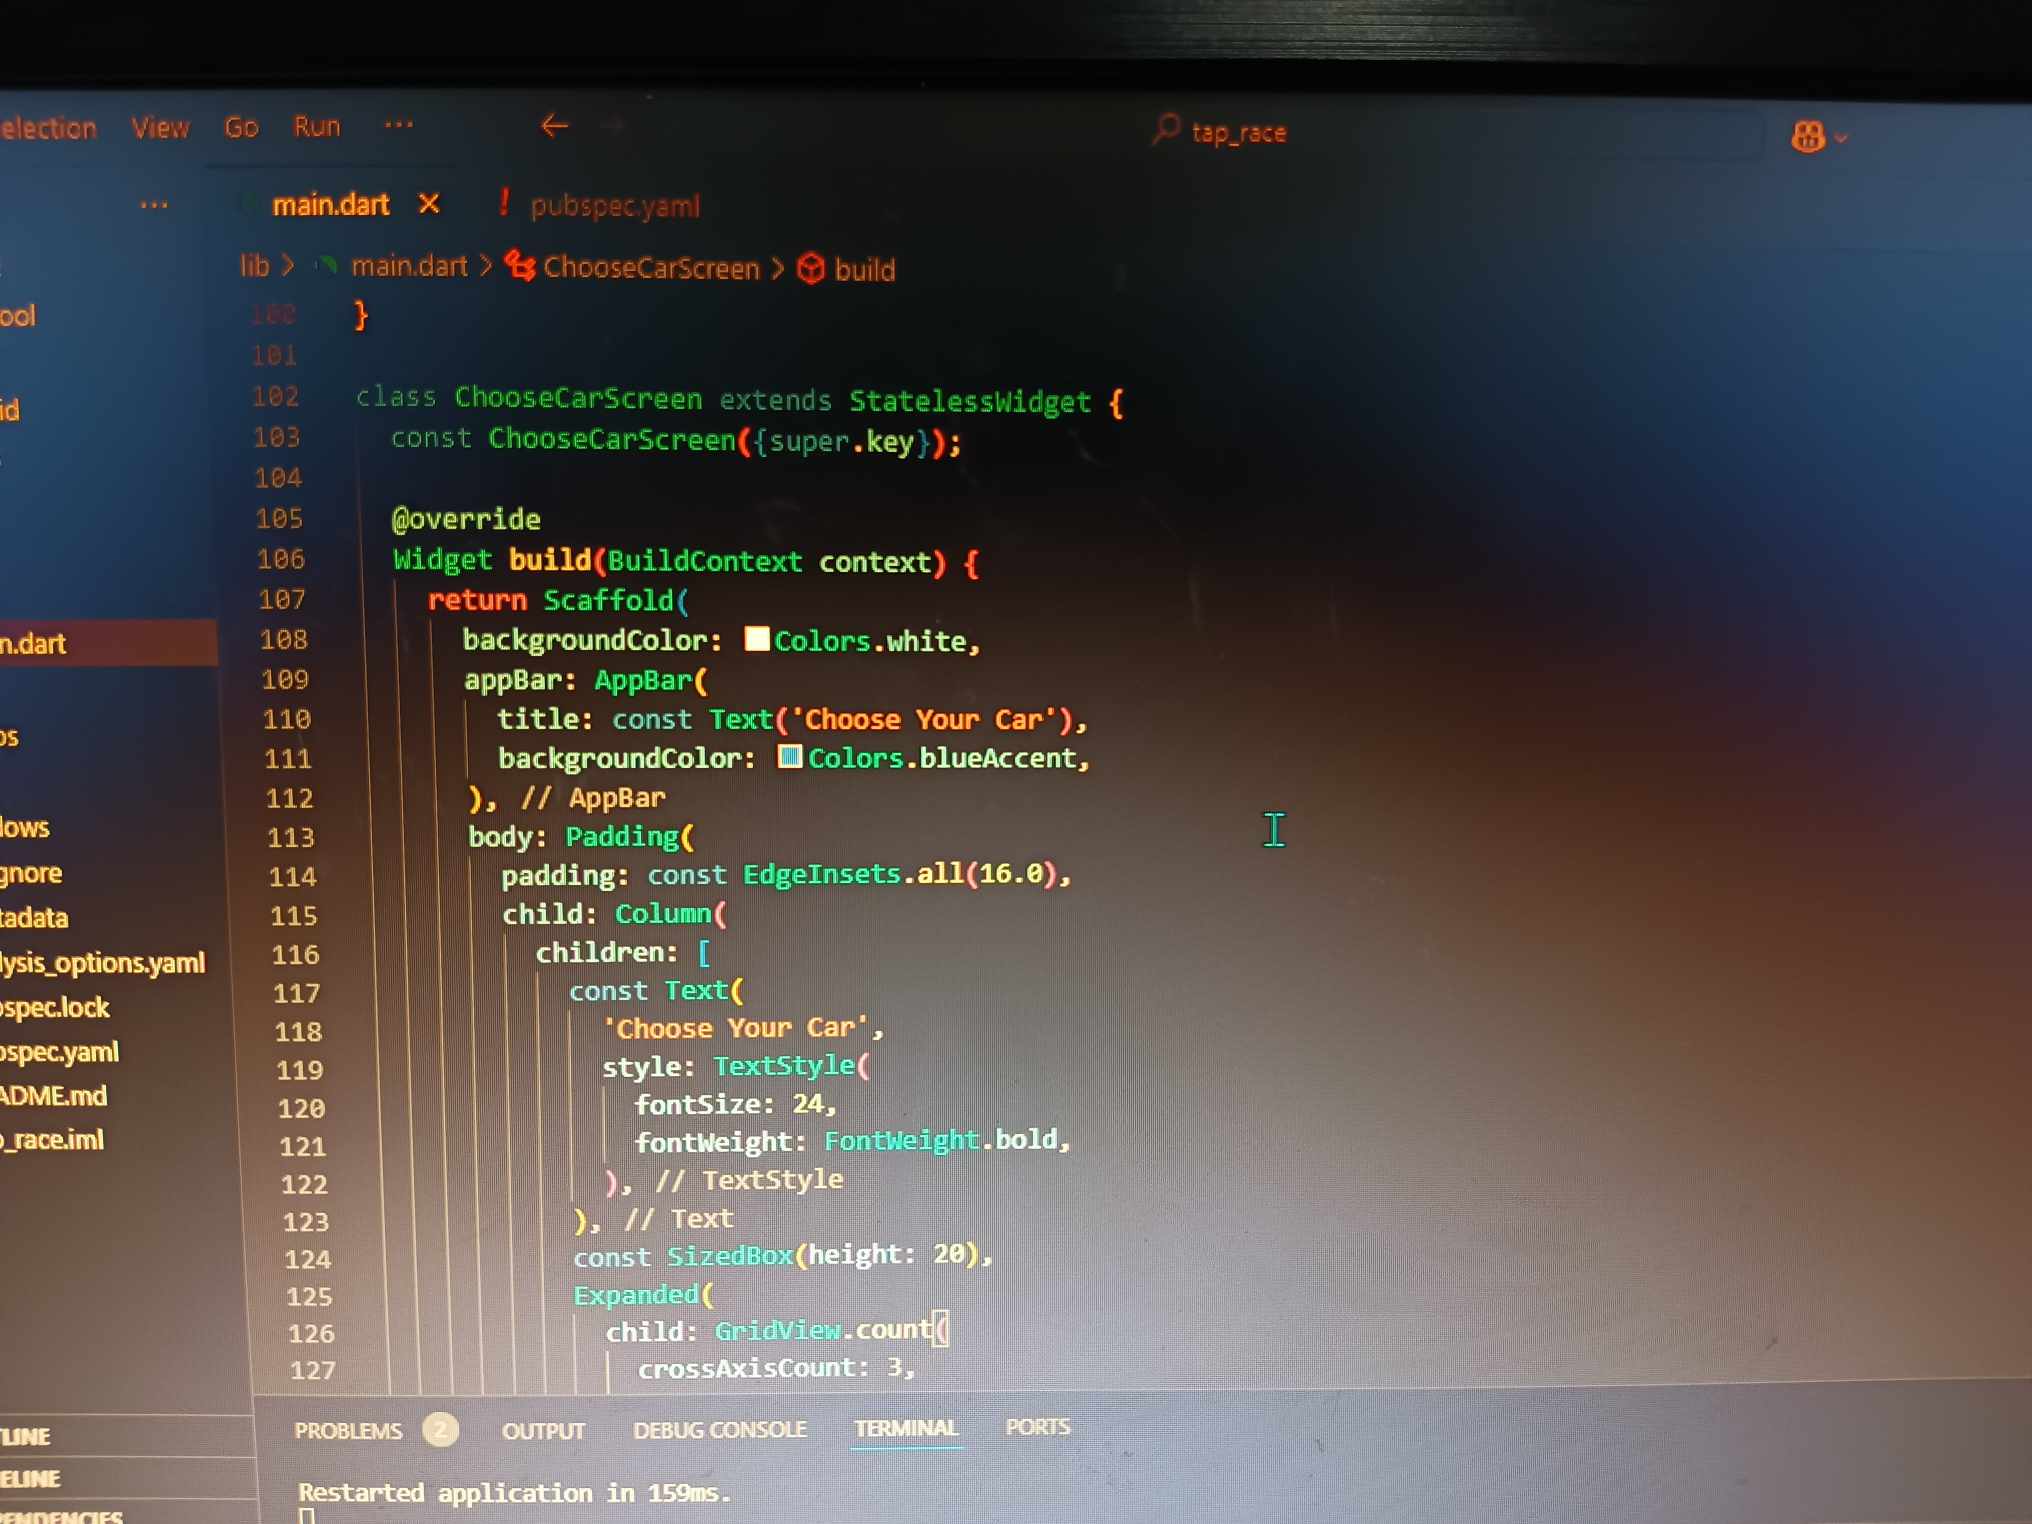 election View Go Run ... tap_race
main.dart pubspec.yaml
lib > main.dart > ChooseCarScreen > build
100 }
101
102 class ChooseCarScreen extends StatelessWidget {
103 const ChooseCarScreen({super.key});
104
105 @override
106 Widget build(BuildContext context) {
107 return Scaffold(
108 backgroundColor: Colors.white,
109 appBar: AppBar(
110 title: const Text('Choose Your Car'),
111 backgroundColor: Colors.blueAccent,
112 ), // AppBar
113 body: Padding(
114 padding: const EdgeInsets.all(16.0),
115 child: Column(
116 children: [
117 const Text(
118 'Choose Your Car',
119 style: TextStyle(
120 fontSize: 24,
121 fontWeight: FontWeight.bold,
122 ), // TextStyle
123 ), // Text
124 const SizedBox(height: 20),
125 Expanded(
126 child: GridView.count(
127 crossAxisCount: 3,
ool
id
n.dart
os
lows
gnore
tadata
lysis_options.yaml
ospec.lock
ospec.yaml
ADME.md
o_race.iml
TLINE
ELINE
PENDENCIES
PROBLEMS 2 OUTPUT DEBUG CONSOLE TERMINAL PORTS
Restarted application in 159ms.